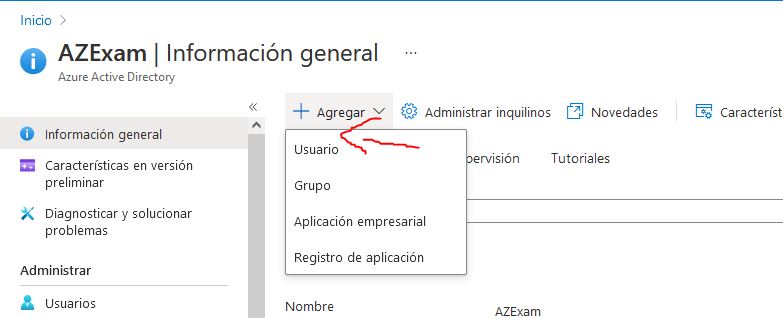 Inicio >
AZExam | Información general ...
Azure Active Directory
«
+ Agregar Administrar inquilinos Novedades Caracterist
Información general
Características en versión
preliminar
Diagnosticar y solucionar
problemas
Administrar
Usuarios
Usuario
Grupo
Aplicación empresarial
Registro de aplicación
pervisión Tutoriales
Nombre AZExam